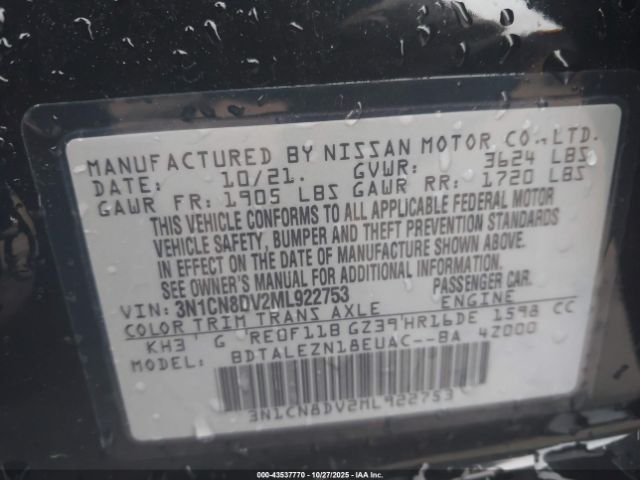 MANUFACTURED BY NISSAN MOTOR CO., LTD.
DATE: 10/21. GVWR: 3624 LBS
GAWR FR: 1905 LBS GAWR RR: 1720 LBS
THIS VEHICLE CONFORMS TO ALL APPLICABLE FEDERAL MOTOR
VEHICLE SAFETY, BUMPER AND THEFT PREVENTION STANDARDS
IN EFFECT ON THE DATE OF MANUFACTURE SHOWN ABOVE.
SEE OWNER'S MANUAL FOR ADDITIONAL INFORMATION.
VIN: 3N1CN8DV2ML922753 PASSENGER CAR.
COLOR TRIM TRANS AXLE ENGINE
KH3 G RE0F11B GZ39 HR16DE 1598 CC
MODEL: BDTALEZN18EUAC--BA 42000
3N1CN8DV2ML922753
000-43537770 - 10/27/2025 - IAA Inc.